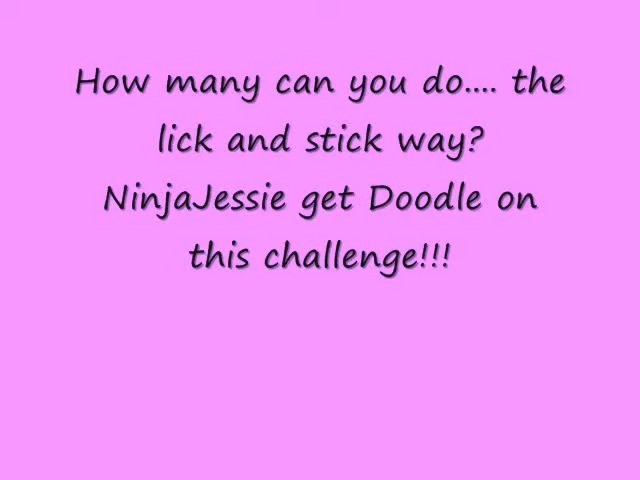 How many can you do.... the
lick and stick way?
NinjaJessie get Doodle on
this challenge!!!